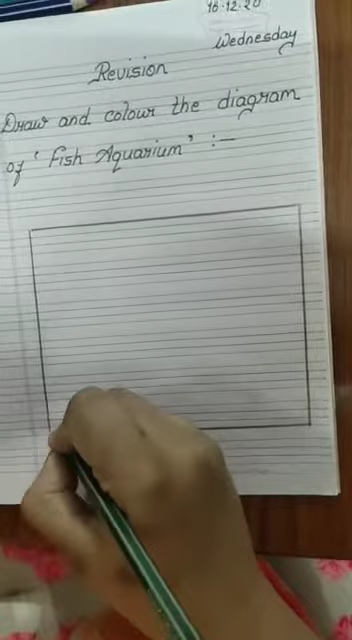 16.12.20
Wednesday
Revision
Draw and colour the diagram
of 'Fish Aquarium' :-